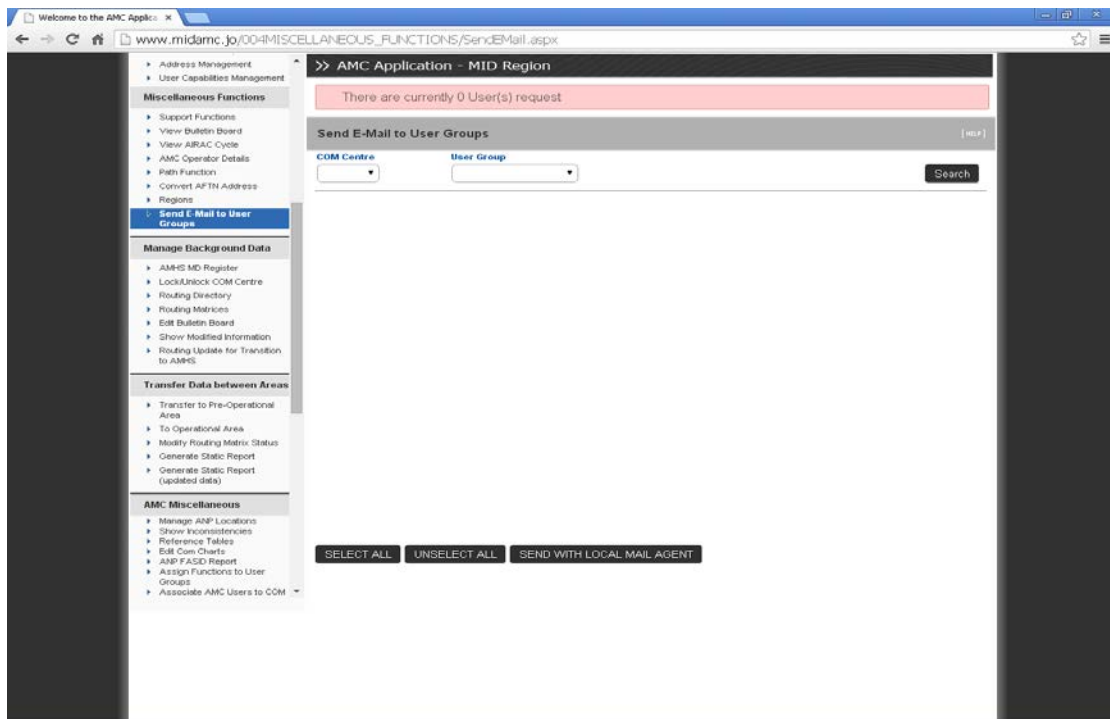 Welcome to the AMC Applica
www.midamc.jo/004MISCELLANEOUS_FUNCTIONS/SendEMail.aspx
Address Management
User Capabilities Management
Miscellaneous Functions
Support Functions
View Bulletin Board
View AIRAC Cycle
AMC Operator Details
Path Function
Convert AFTN Address
Regions
Send E-Mail to User
Groups
Manage Background Data
AMHS MD Register
Lock/Unlock COM Centre
Routing Directory
Routing Matrices
Edit Bulletin Board
Show Modified Information
Routing Update for Transition
to AMHS
Transfer Data between Areas
Transfer to Pre-Operational
Area
To Operational Area
Modify Routing Matrix Status
Generate Static Report
Generate Static Report
(updated data)
AMC Miscellaneous
Manage ANP Locations
Show Inconsistencies
Reference Tables
Edit Com Charts
ANP FASID Report
Assign Functions to User
Groups
Associate AMC Users to COM
>> AMC Application - MID Region
There are currently 0 User(s) request
Send E-Mail to User Groups
[HELP]
COM Centre User Group
Search
SELECT ALL UNSELECT ALL SEND WITH LOCAL MAIL AGENT